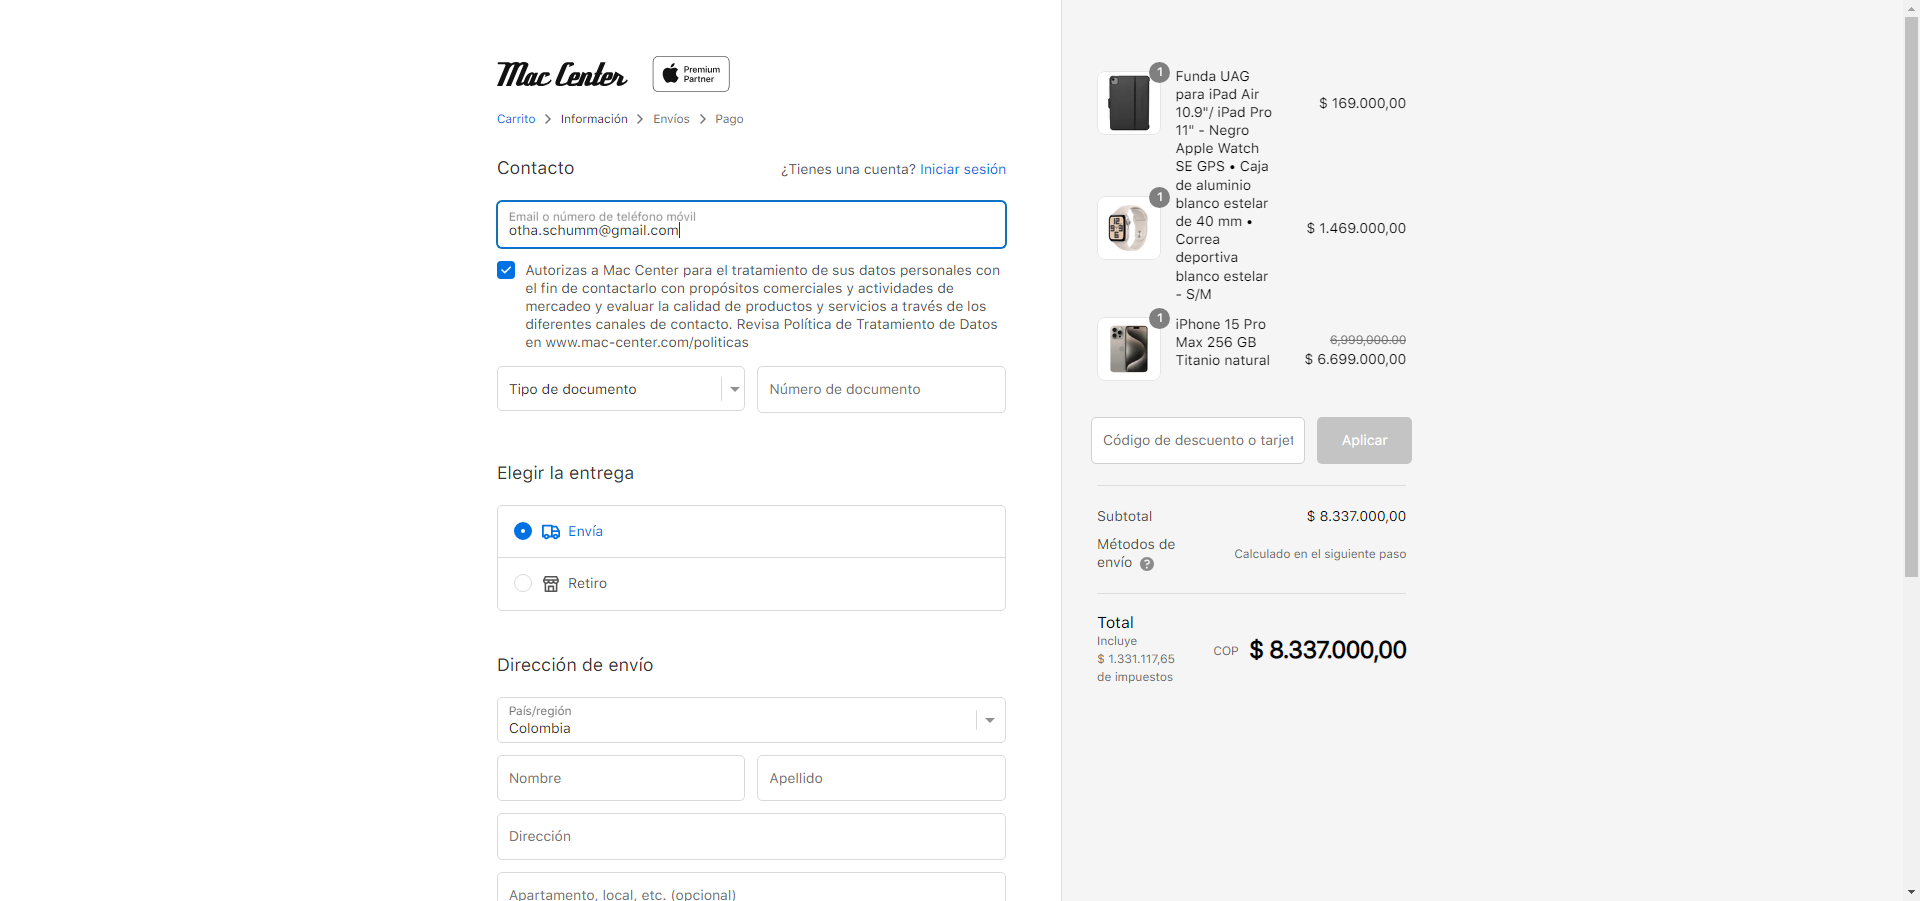 Mac Center
Premium
Partner
Carrito > Información > Envíos > Pago
Contacto
¿Tienes una cuenta? Iniciar sesión
Email o número de teléfono móvil
otha.schumm@gmail.com
Autorizas a Mac Center para el tratamiento de sus datos personales con
el fin de contactarlo con propósitos comerciales y actividades de
mercadeo y evaluar la calidad de productos y servicios a través de los
diferentes canales de contacto. Revisa Política de Tratamiento de Datos
en www.mac-center.com/politicas
Tipo de documento
Número de documento
Elegir la entrega
Envía
Retiro
Dirección de envío
País/región
Colombia
Nombre
Apellido
Dirección
Apartamento, local, etc. (opcional)
1
Funda UAG
para iPad Air
10.9"/ iPad Pro
11" - Negro
$ 169.000,00
1
Apple Watch
SE GPS • Caja
de aluminio
blanco estelar
de 40 mm •
Correa
deportiva
blanco estelar
- S/M
$ 1.469.000,00
1
iPhone 15 Pro
Max 256 GB
Titanio natural
6,999,000.00
$ 6.699.000,00
Código de descuento o tarjet
Aplicar
Subtotal
$ 8.337.000,00
Métodos de
envío ?
Calculado en el siguiente paso
Total
Incluye
$ 1.331.117,65
de impuestos
COP $ 8.337.000,00